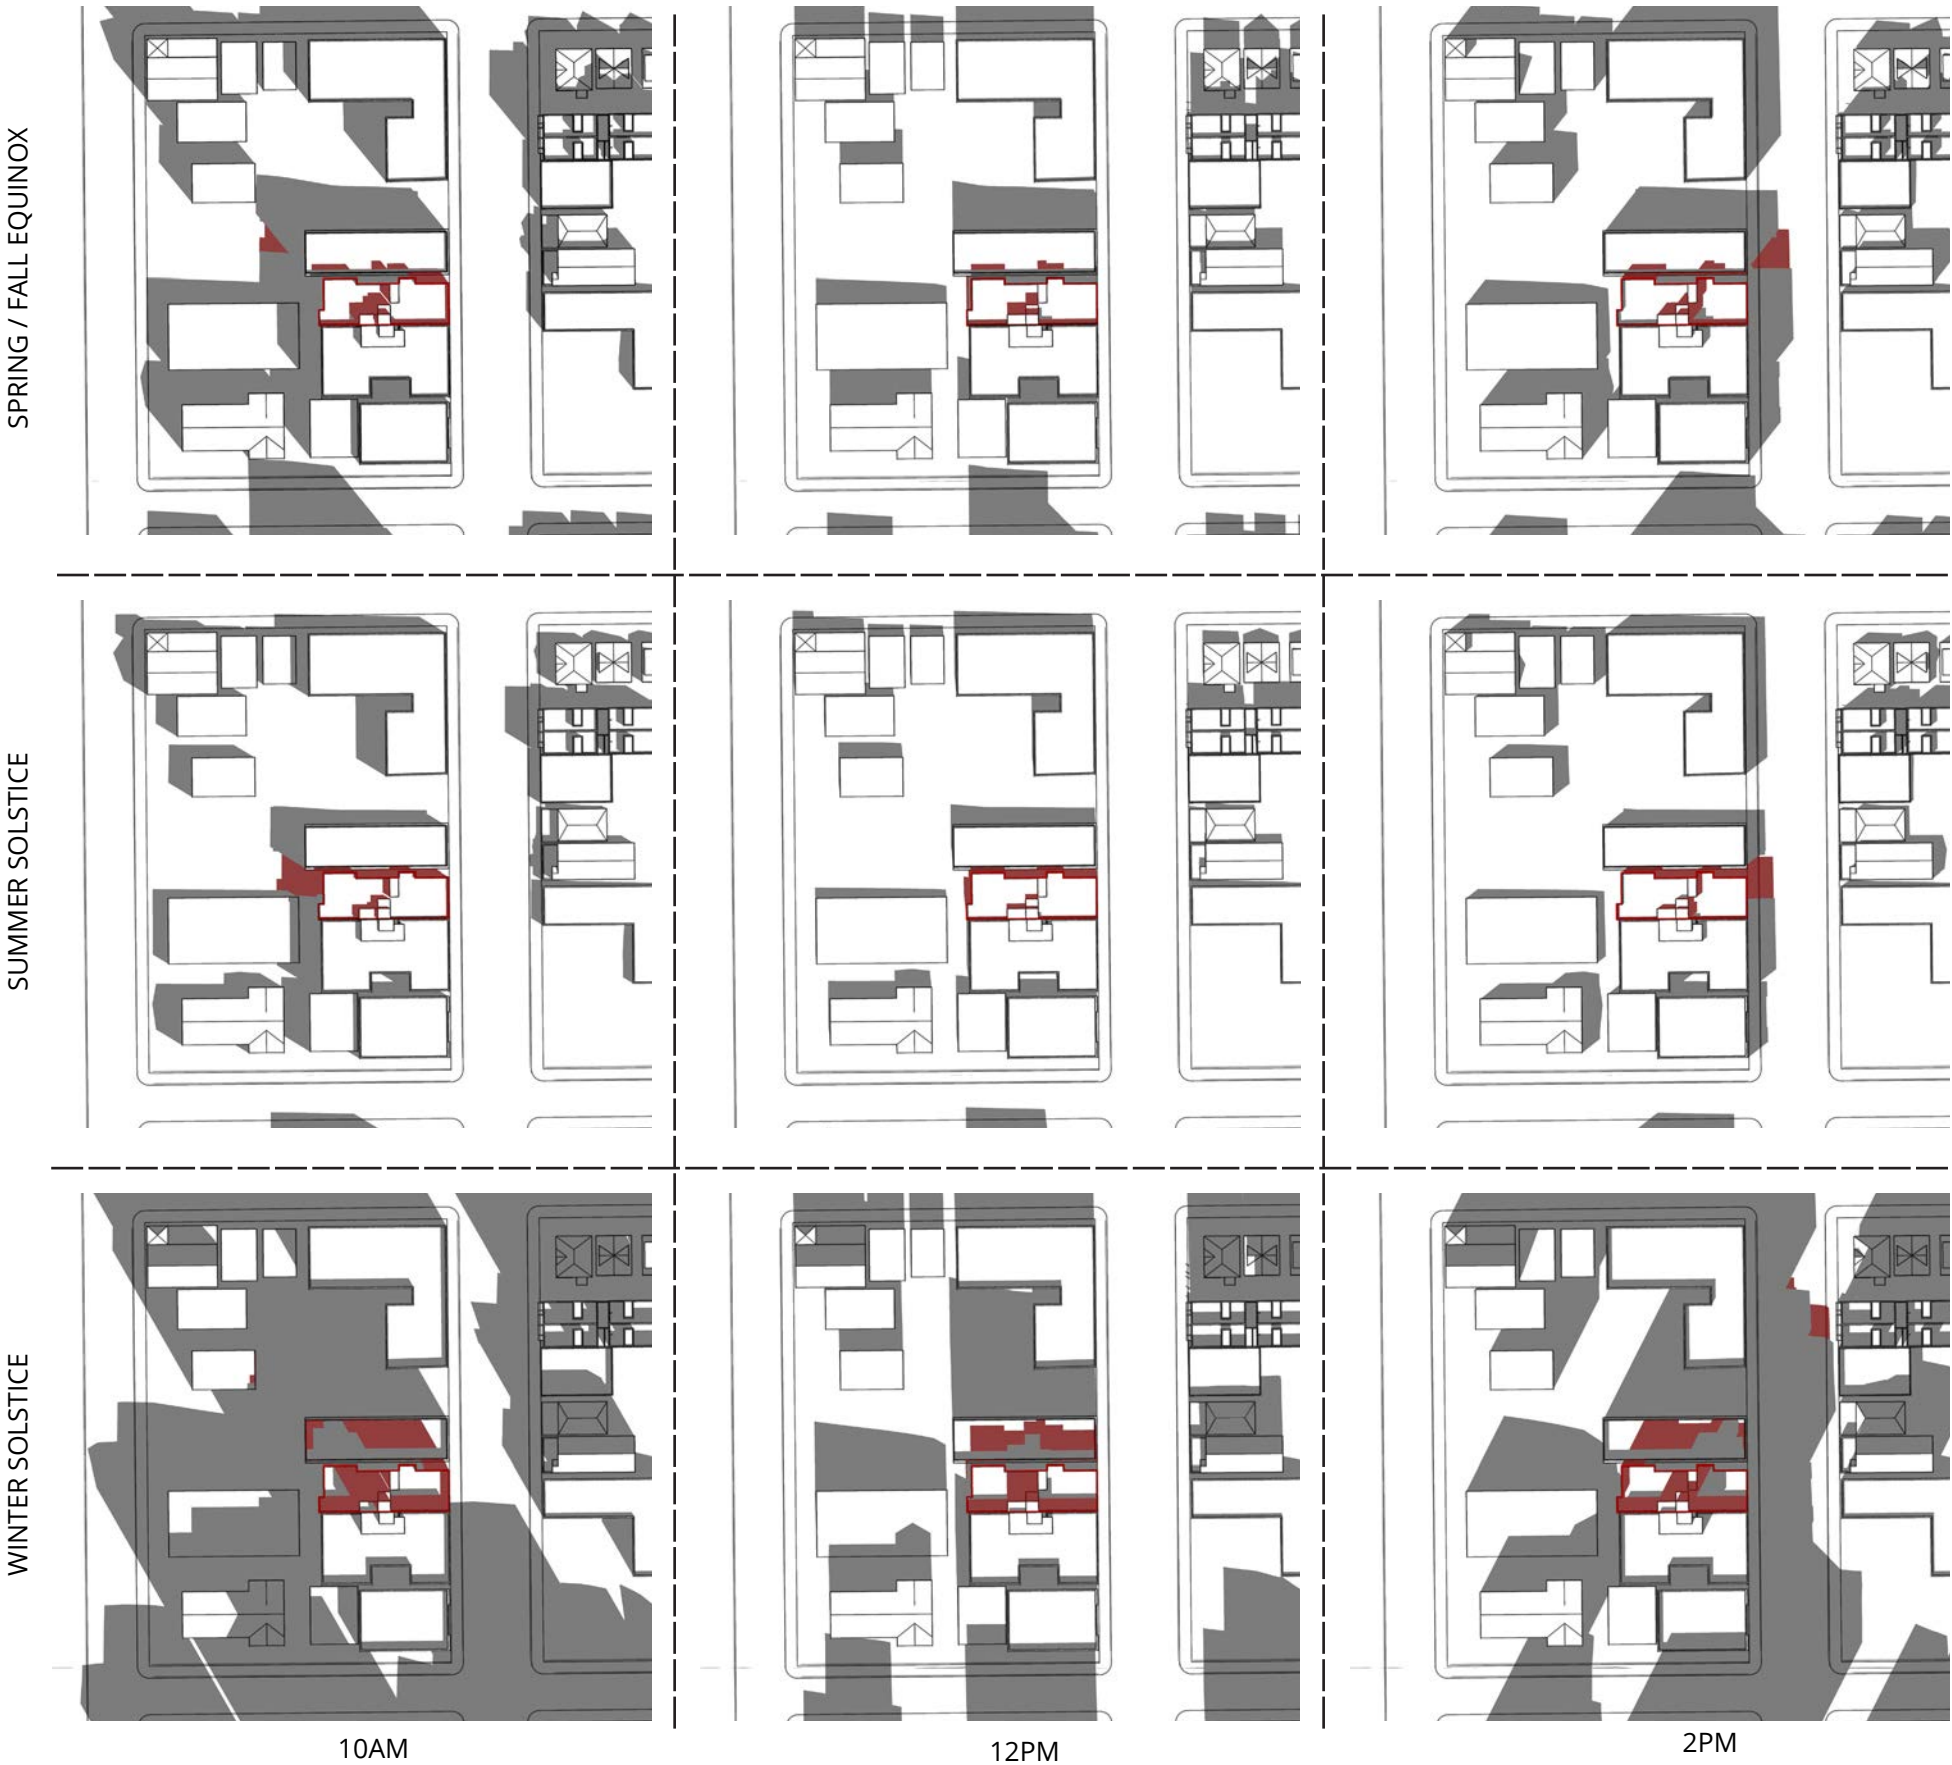 SPRING / FALL EQUINOX
SUMMER SOLSTICE
WINTER SOLSTICE
10AM
12PM
2PM